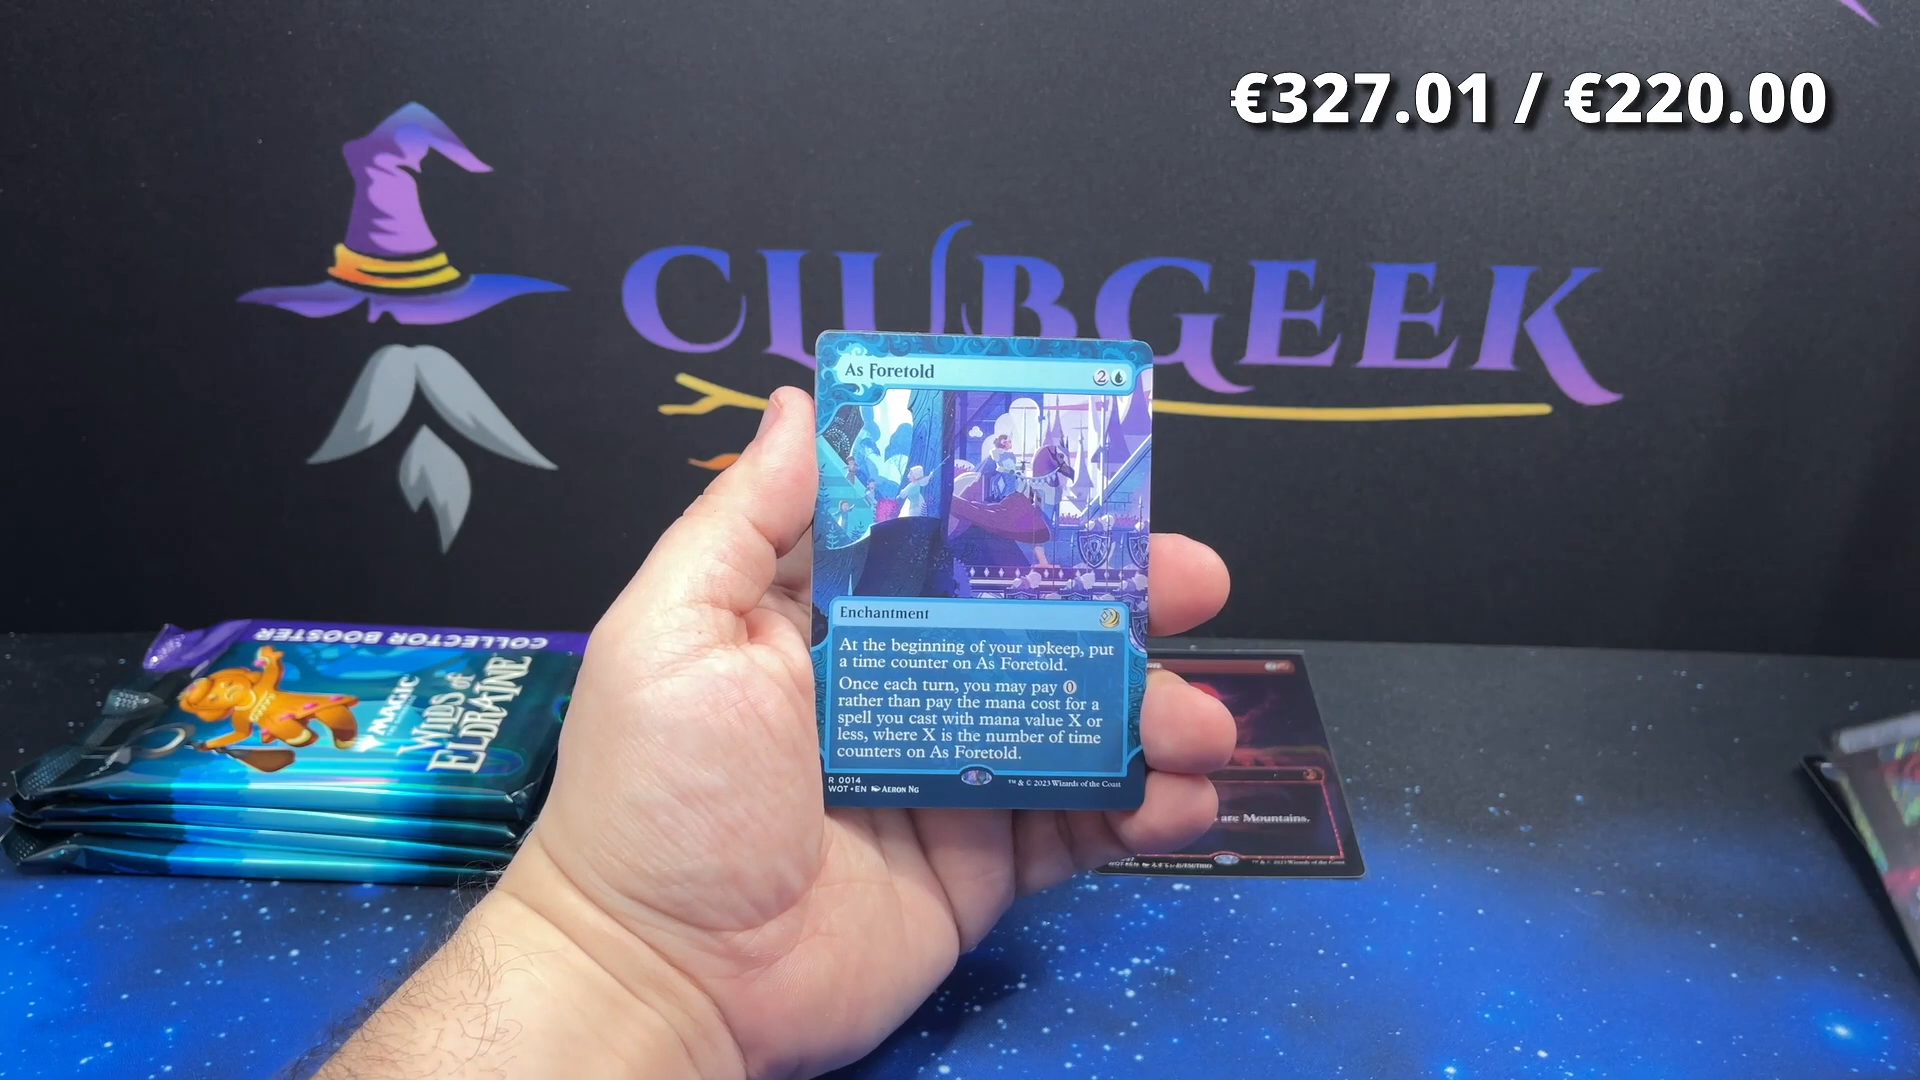 €327.01 / €220.00
CLUBGEEK
As Foretold
2
Enchantment
At the beginning of your upkeep, put
a time counter on As Foretold.
Once each turn, you may pay 0
rather than pay the mana cost for a
spell you cast with mana value X or
less, where X is the number of time
counters on As Foretold.
R 0014
WOT • EN Aeron Ng
™ & © 2023 Wizards of the Coast
COLLECTOR BOOSTER
MAGIC
WILDS of
ELDRAINE
are Mountains.